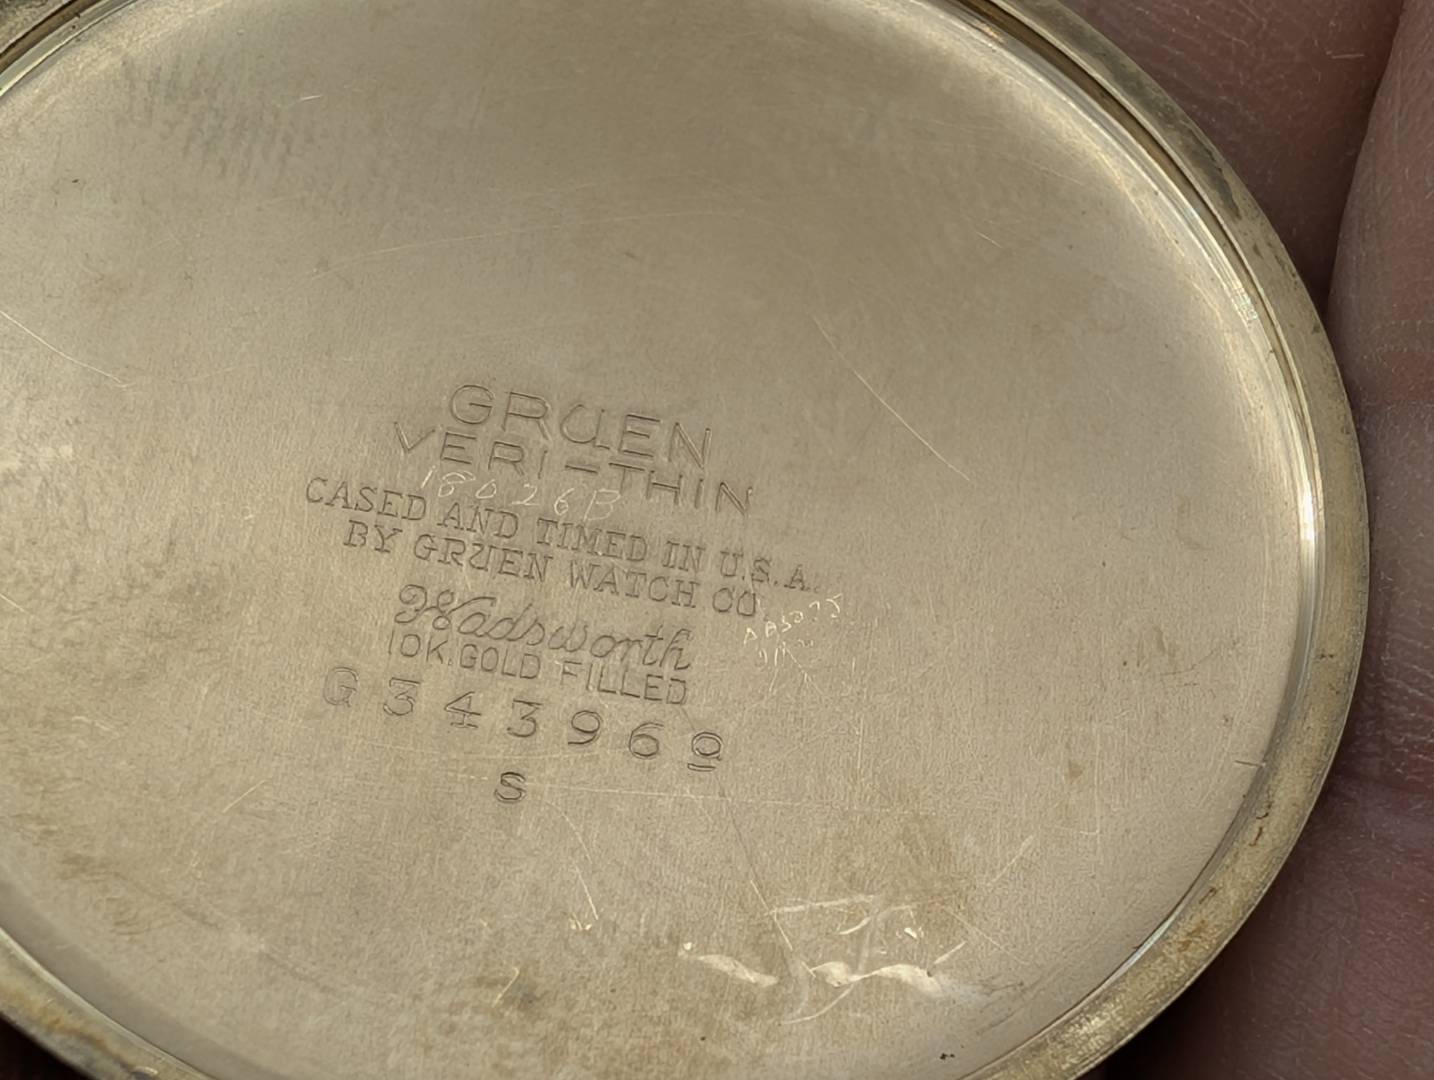 GRUEN
VERI-THIN
18026B
CASED AND TIMED IN U.S.A.
BY GRUEN WATCH CO.
Wadsworth
10K. GOLD FILLED
G343969
S